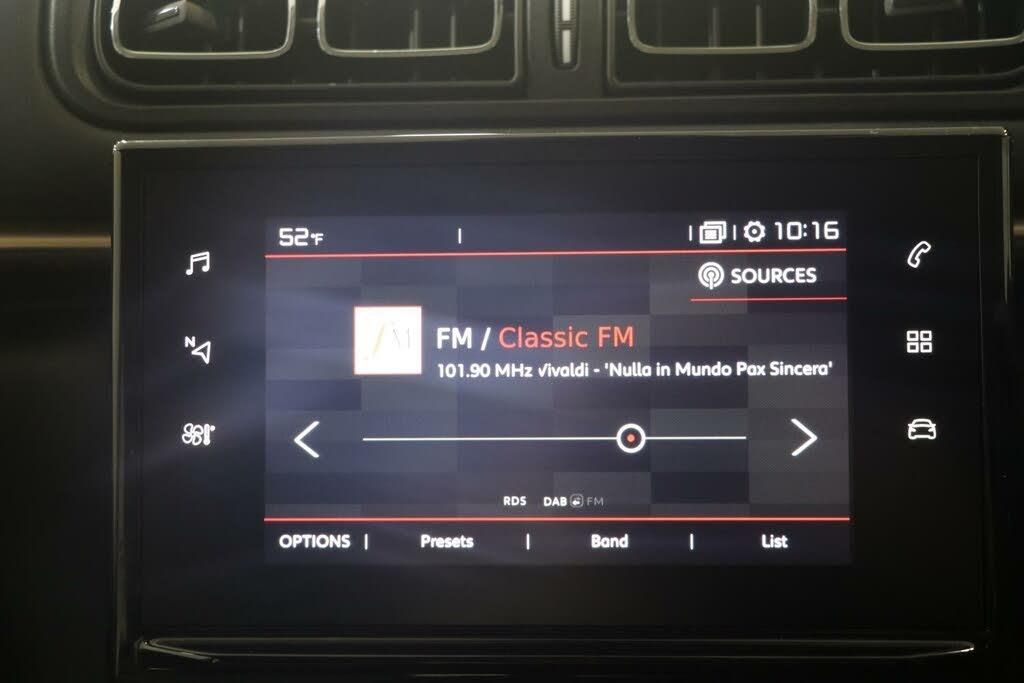 52°F
10:16
SOURCES
FM / Classic FM
101.90 MHz Vivaldi - 'Nulla in Mundo Pax Sincera'
N
fM
RDS DAB FM
OPTIONS | Presets | Band | List